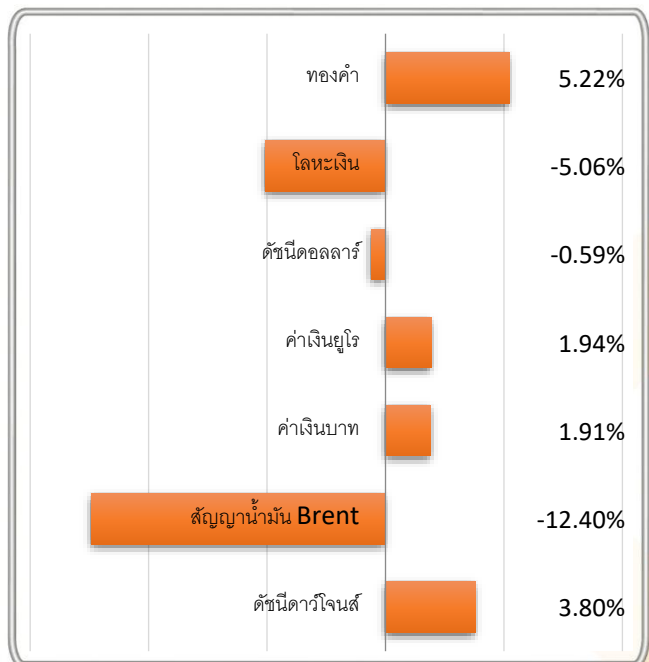 ทองคำ 5.22%
โลหะเงิน -5.06%
ดัชนีดอลลาร์ -0.59%
ค่าเงินยูโร 1.94%
ค่าเงินบาท 1.91%
สัญญาน้ำมัน Brent -12.40%
ดัชนีดาวโจนส์ 3.80%